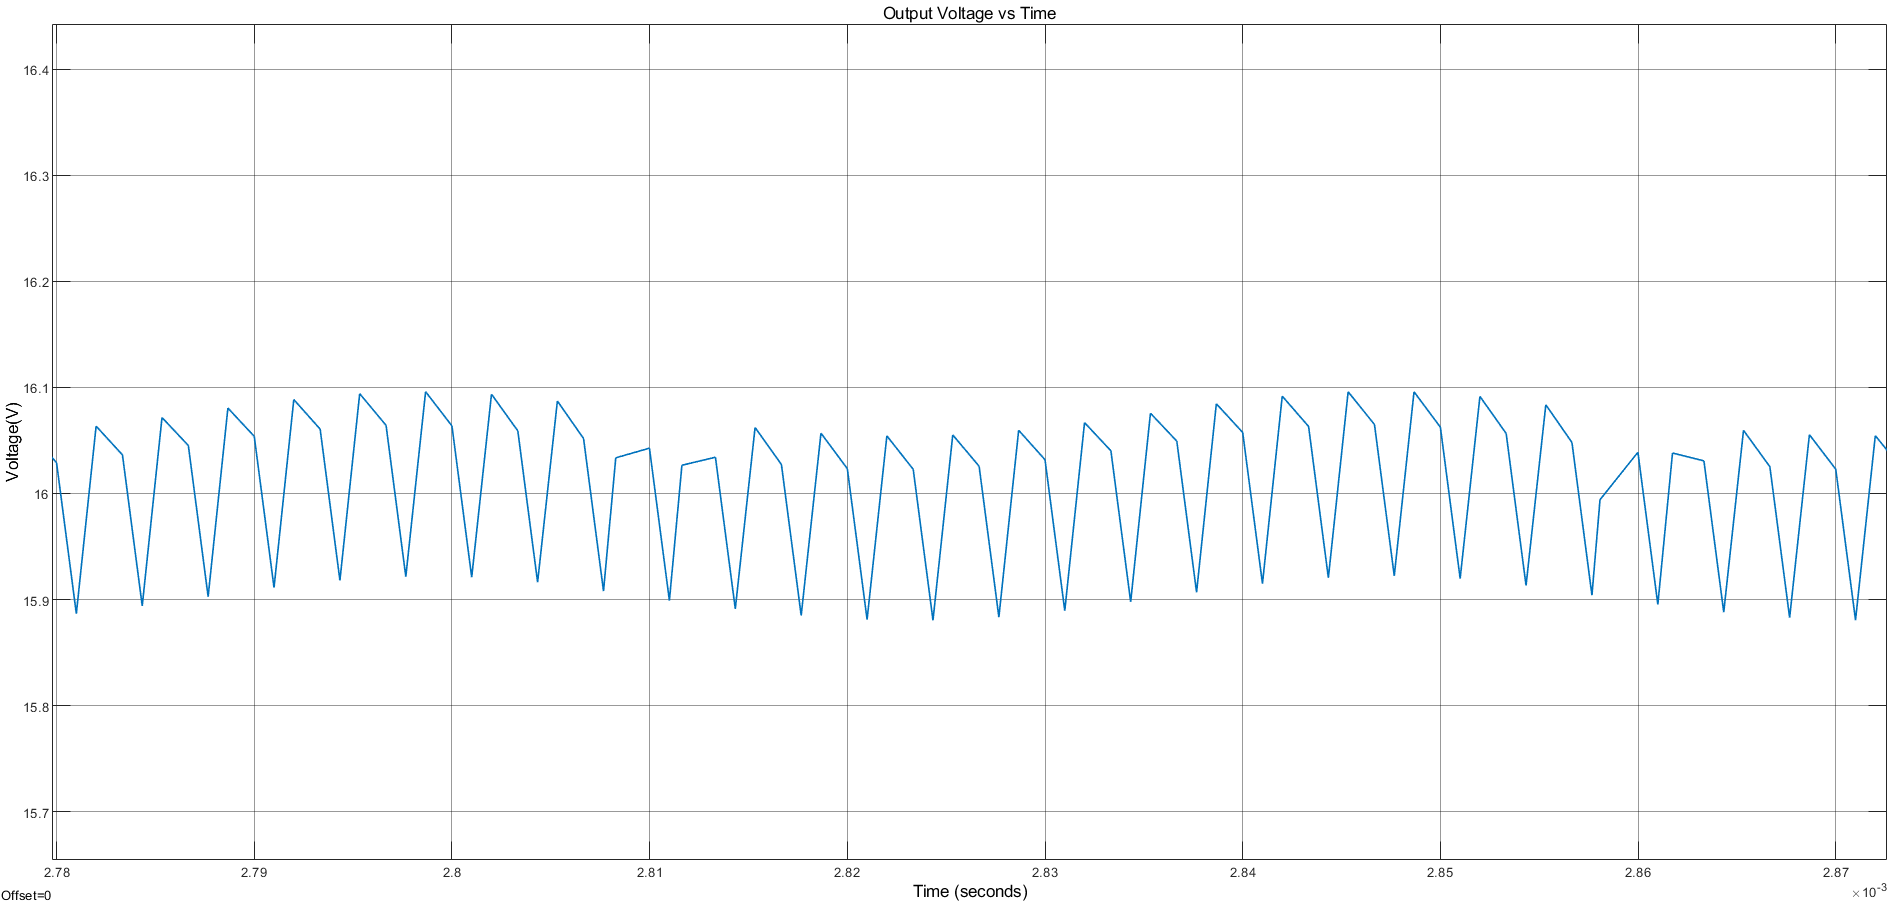 Output Voltage vs Time
16.4
16.3
16.2
16.1
16
15.9
15.8
15.7
Voltage(V)
2.78 2.79 2.8 2.81 2.82 2.83 2.84 2.85 2.86 2.87
Time (seconds)
×10-3
Offset=0